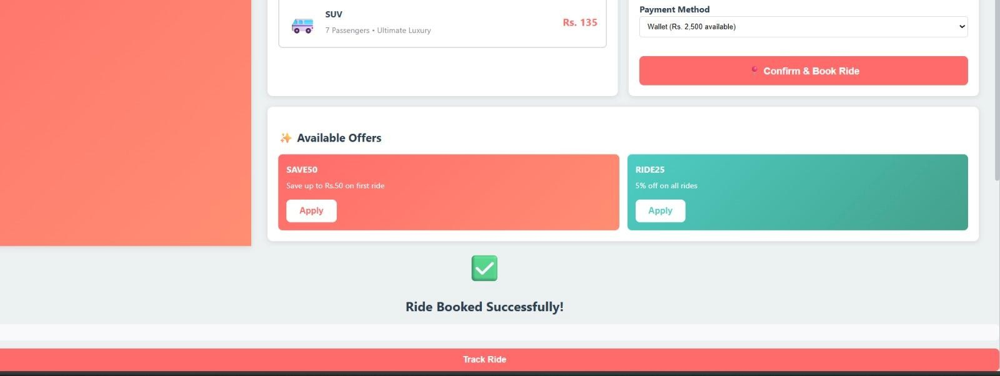 SUV
7 Passengers • Ultimate Luxury
Rs. 135
Payment Method
Wallet (Rs. 2,500 available)
Confirm & Book Ride
Available Offers
SAVE50
Save up to Rs.50 on first ride
Apply
RIDE25
5% off on all rides
Apply
Ride Booked Successfully!
Track Ride